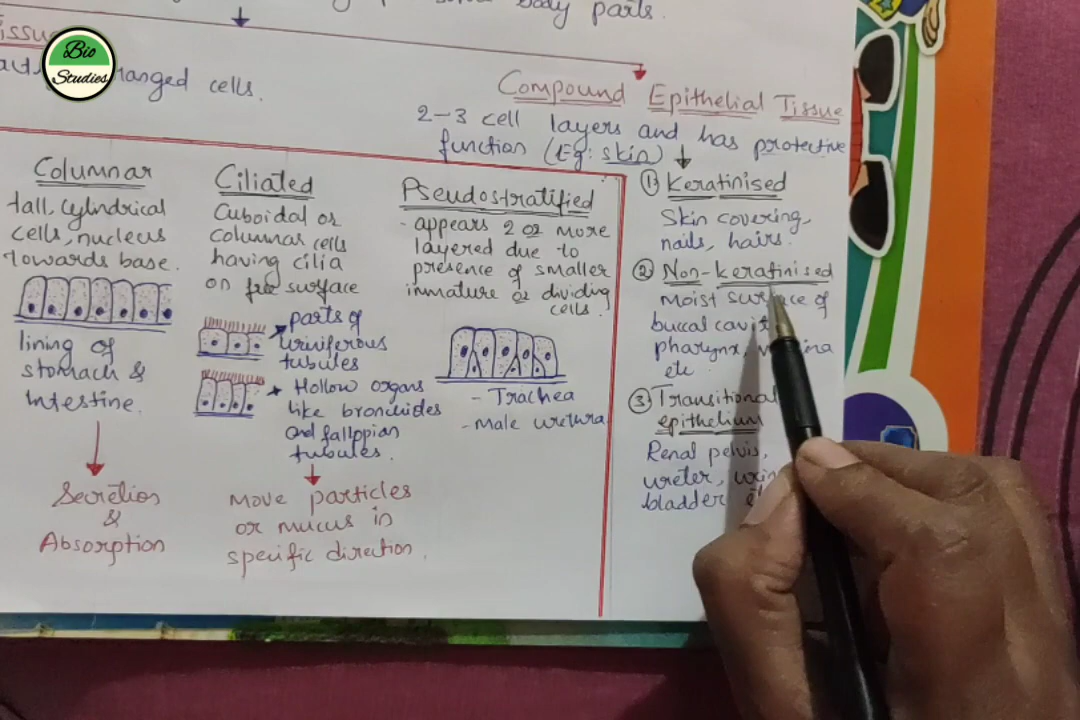 body parts.
Bio
Studies
ranged cells.
Compound Epithelial Tissue
2-3 cell layers and has protective
function (Eg: skin)
Columnar
tall, cylindrical
cells, nucleus
towards base.
lining of
stomach &
Intestine.
Secretion
&
Absorption
Ciliated
Cuboidal or
columnar cells
having cilia
on free surface
parts of
uriniferous
tubules
Hollow organs
like bronchioles
and falloppian
tubules.
Move particles
or mucus in
specific direction.
Pseudostratified
- appears 2 or more
layered due to
presence of smaller
immature or dividing
cells.
- Trachea
- Male urethra
① Keratinised
Skin covering,
nails, hairs.
② Non-keratinised
moist surface of
buccal
pharynx,
etc.
③ Transitional
epithelium
Renal pelvis,
ureter,
bladder